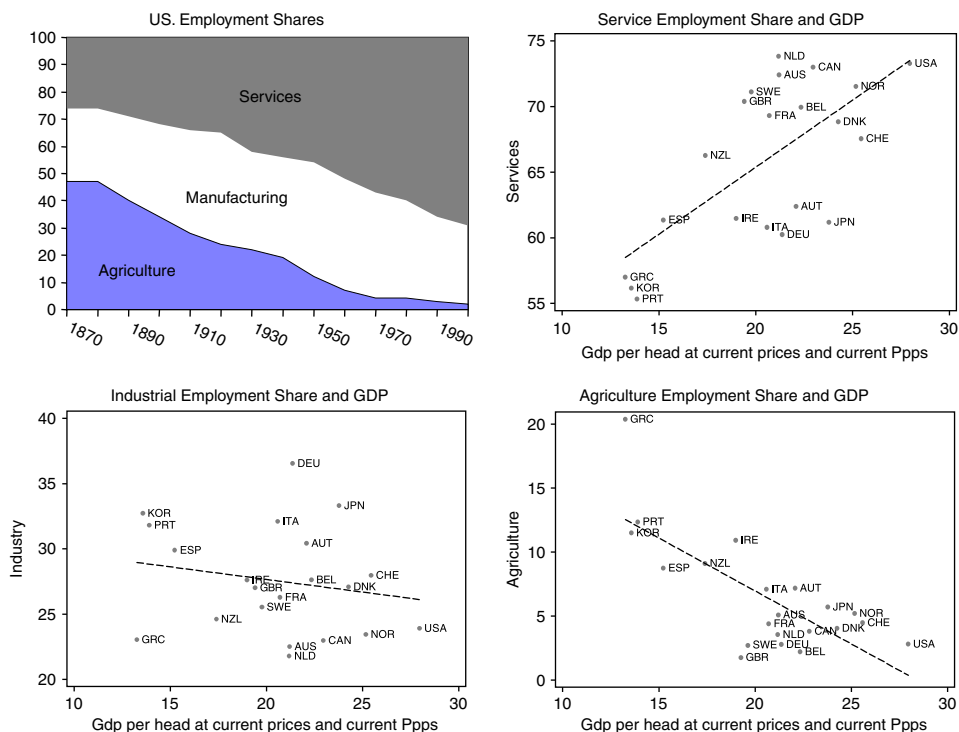 US. Employment Shares
100
90
80
70
60
50
40
30
20
10
0
Services
Manufacturing
Agriculture
1870
1890
1910
1930
1950
1970
1990
Service Employment Share and GDP
Services
75
70
65
60
55
NLD
CAN
USA
AUS
SWE
NOR
GBR
BEL
FRA
DNK
CHE
NZL
AUT
ESP
IRE
JPN
ITA
DEU
GRC
KOR
PRT
10 15 20 25 30
Gdp per head at current prices and current Ppps
Industrial Employment Share and GDP
Industry
40
35
30
25
20
DEU
JPN
KOR
ITA
PRT
AUT
ESP
CHE
IRE
BEL
DNK
GBR
FRA
SWE
NZL
USA
NOR
GRC
CAN
AUS
NLD
10 15 20 25 30
Gdp per head at current prices and current Ppps
Agriculture Employment Share and GDP
Agriculture
20
15
10
5
0
GRC
PRT
KOR
IRE
NZL
ESP
ITA
AUT
JPN
NOR
AUS
FRA
CHE
DNK
CAN
NLD
SWE
DEU
USA
BEL
GBR
10 15 20 25 30
Gdp per head at current prices and current Ppps